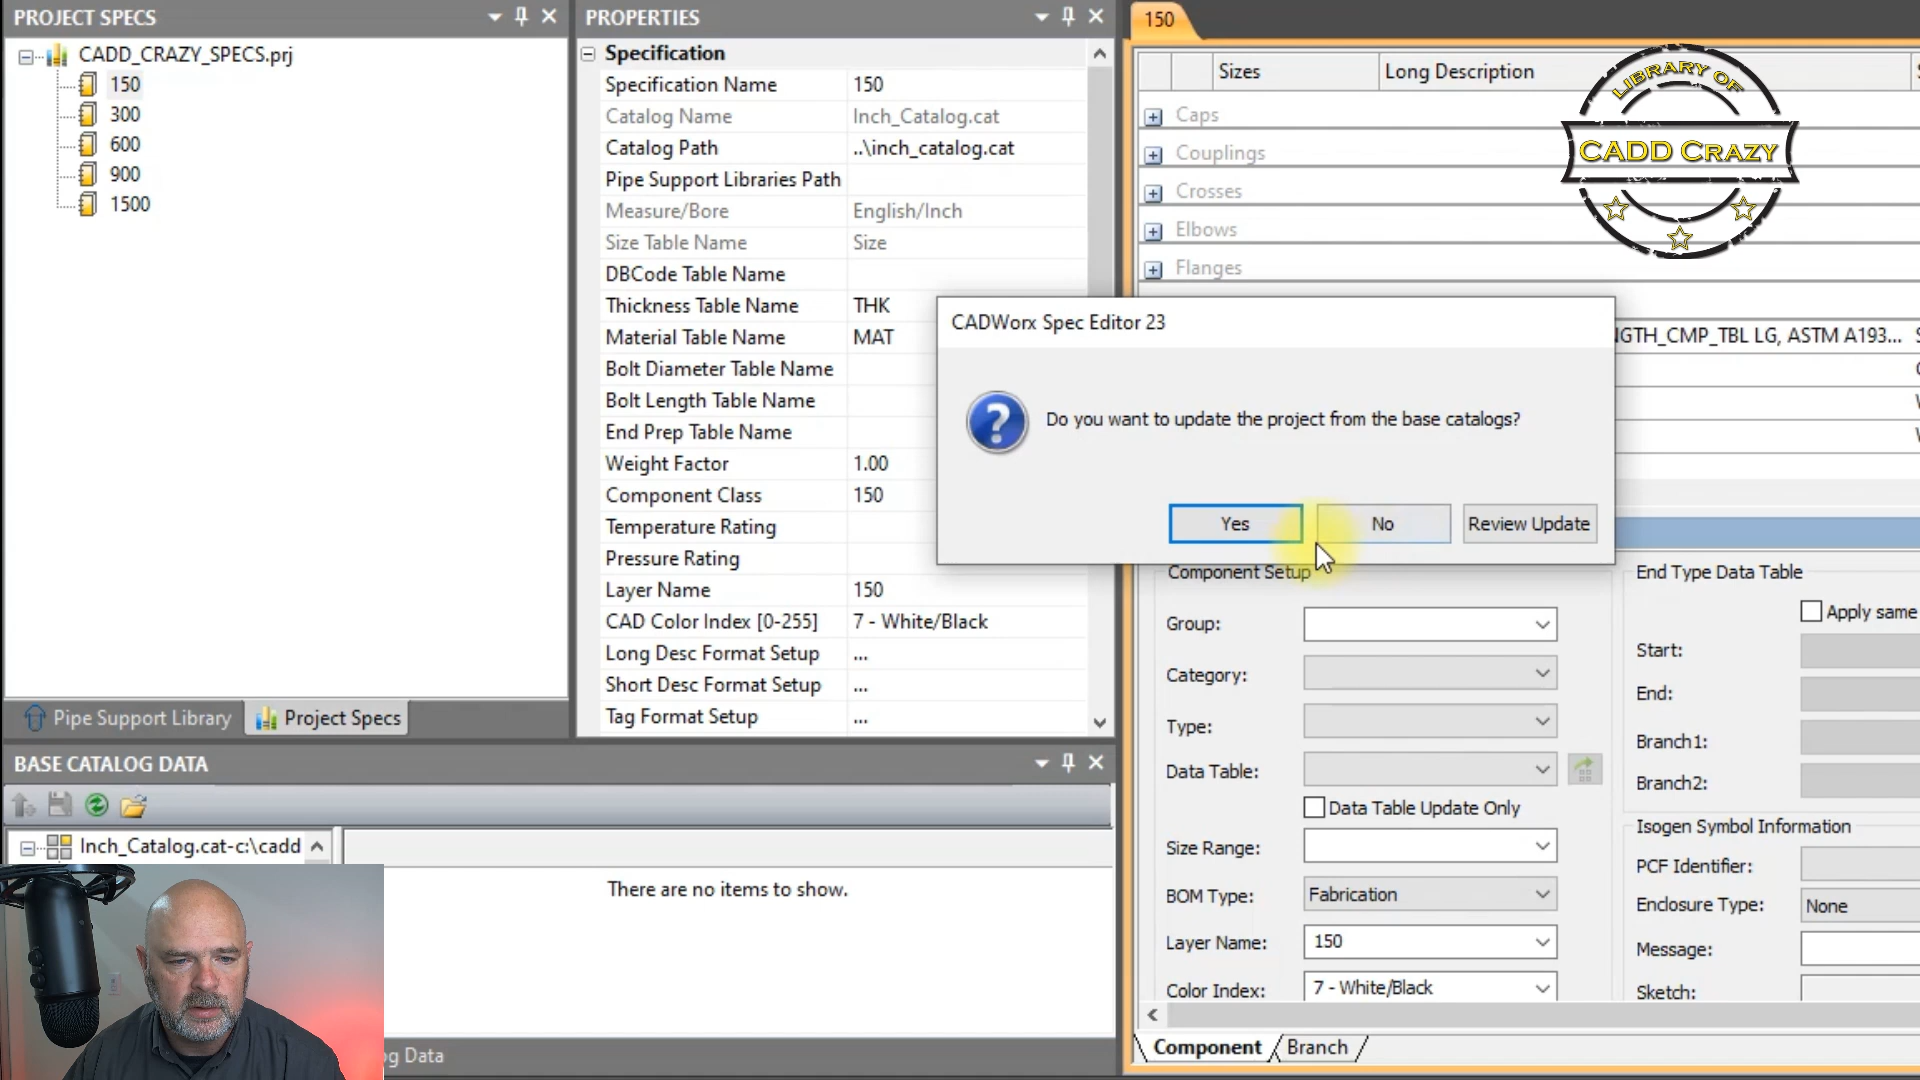 PROJECT SPECS
CADD_CRAZY_SPECS.prj
150
300
600
900
1500
Pipe Support Library
Project Specs
PROPERTIES
Specification
Specification Name 150
Catalog Name Inch_Catalog.cat
Catalog Path ..\inch_catalog.cat
Pipe Support Libraries Path
Measure/Bore English/Inch
Size Table Name Size
DBCode Table Name
Thickness Table Name THK
Material Table Name MAT
Bolt Diameter Table Name
Bolt Length Table Name
End Prep Table Name
Weight Factor 1.00
Component Class 150
Temperature Rating
Pressure Rating
Layer Name 150
CAD Color Index [0-255] 7 - White/Black
Long Desc Format Setup ...
Short Desc Format Setup ...
Tag Format Setup ...
BASE CATALOG DATA
Inch_Catalog.cat-c:\cadd
There are no items to show.
og Data
150
Sizes Long Description
Caps
Couplings
Crosses
Elbows
Flanges
LIBRARY OF
CADD CRAZY
NGTH_CMP_TBL LG, ASTM A193... S
CADWorx Spec Editor 23
Do you want to update the project from the base catalogs?
Yes No Review Update
Component Setup
Group:
Category:
Type:
Data Table:
Data Table Update Only
Size Range:
BOM Type: Fabrication
Layer Name: 150
Color Index: 7 - White/Black
End Type Data Table
Apply same
Start:
End:
Branch1:
Branch2:
Isogen Symbol Information
PCF Identifier:
Enclosure Type: None
Message:
Sketch:
Component Branch